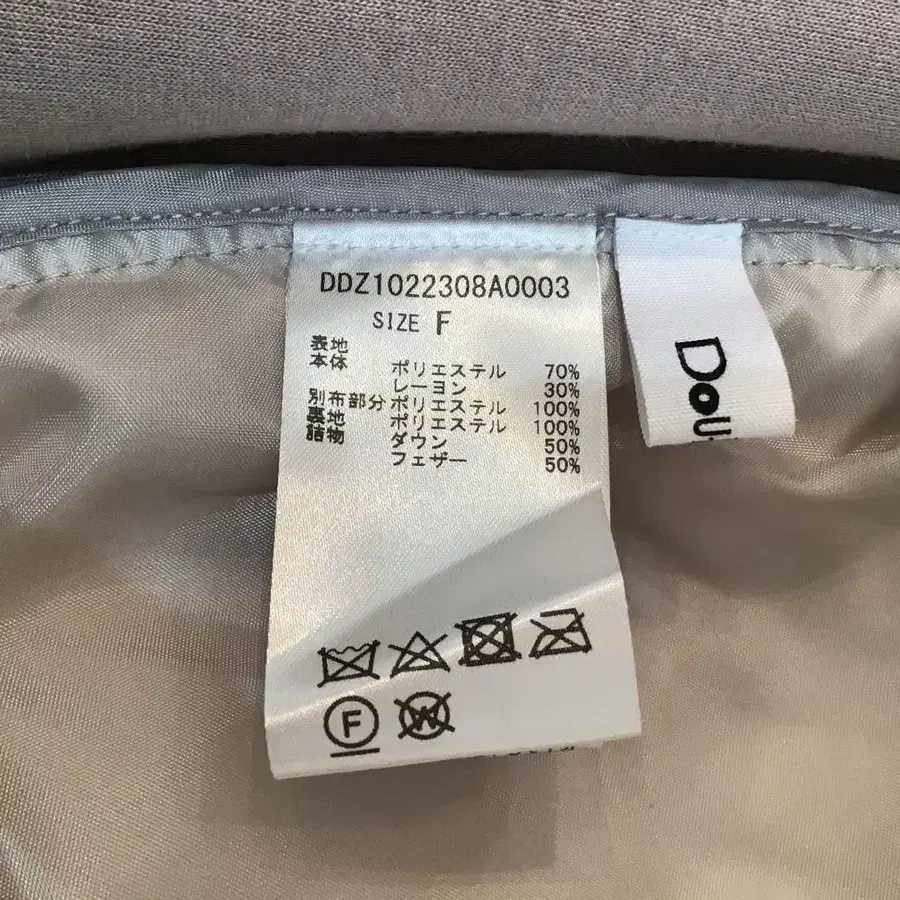 DDZ1022308A0003
SIZE F
表地
本体 ポリエステル 70%
レーヨン 30%
別布部分 ポリエステル 100%
裏地 ポリエステル 100%
詰物 ダウン 50%
フェザー 50%
F
W
Dou